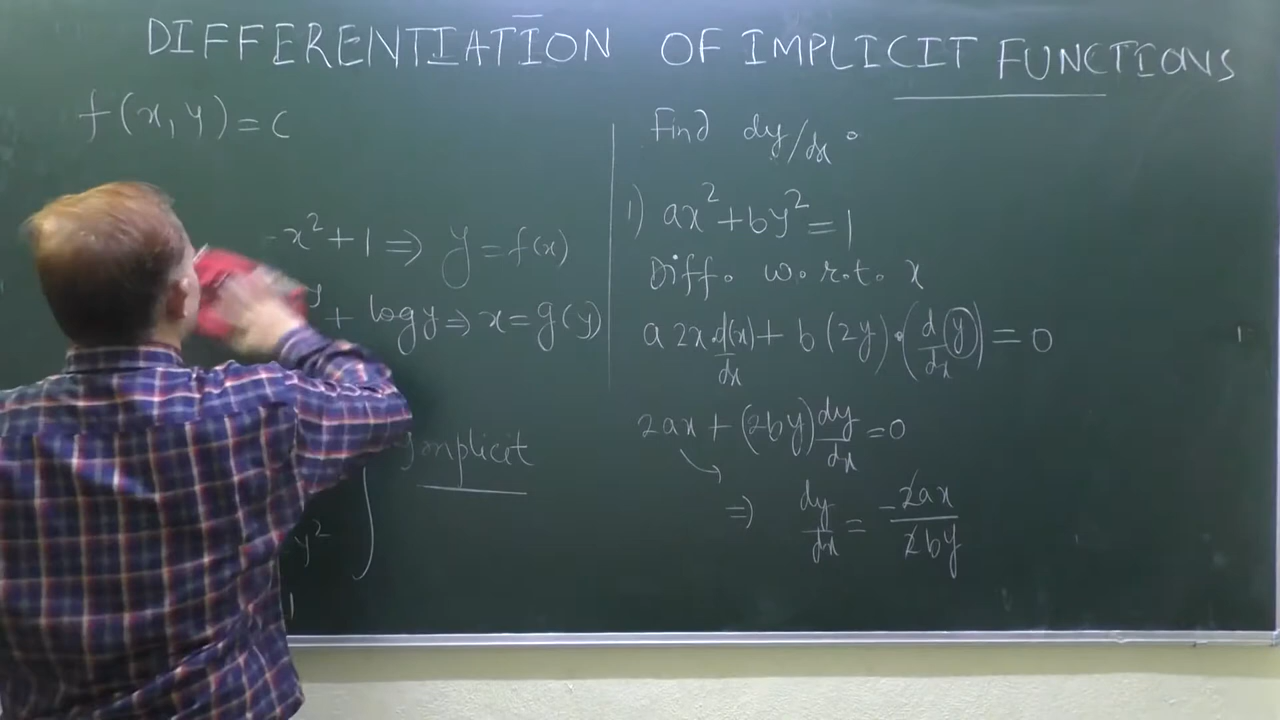 DIFFERENTIATION OF IMPLICIT FUNCTIONS
f(x,y)=c
x²+1 ⇒ y=f(x)
+ log y ⇒ x=g(y)
Implicit
y²
1
Find dy/dx.
1) ax²+by²=1
Diff. w.r.t. x
a 2x d(x)/dx + b(2y)·(d/dx y)=0
2ax+(2by)dy/dx=0
⇒ dy/dx = -2ax/2by